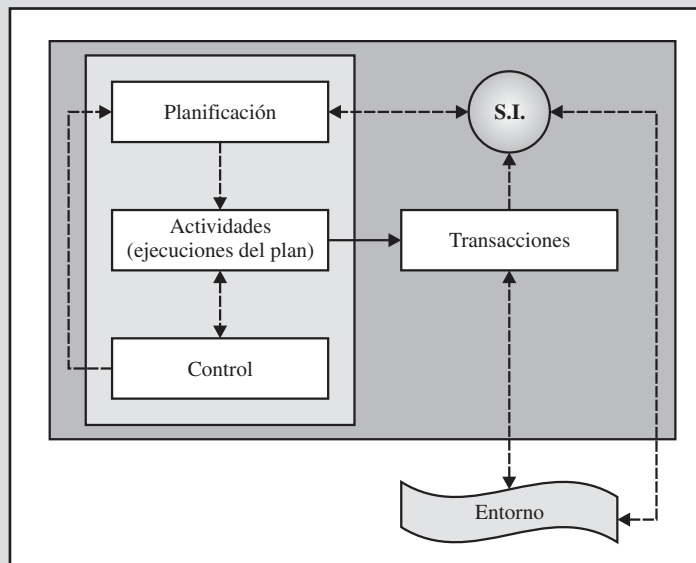 Planificación
S.I.
Actividades
(ejecuciones del plan)
Transacciones
Control
Entorno